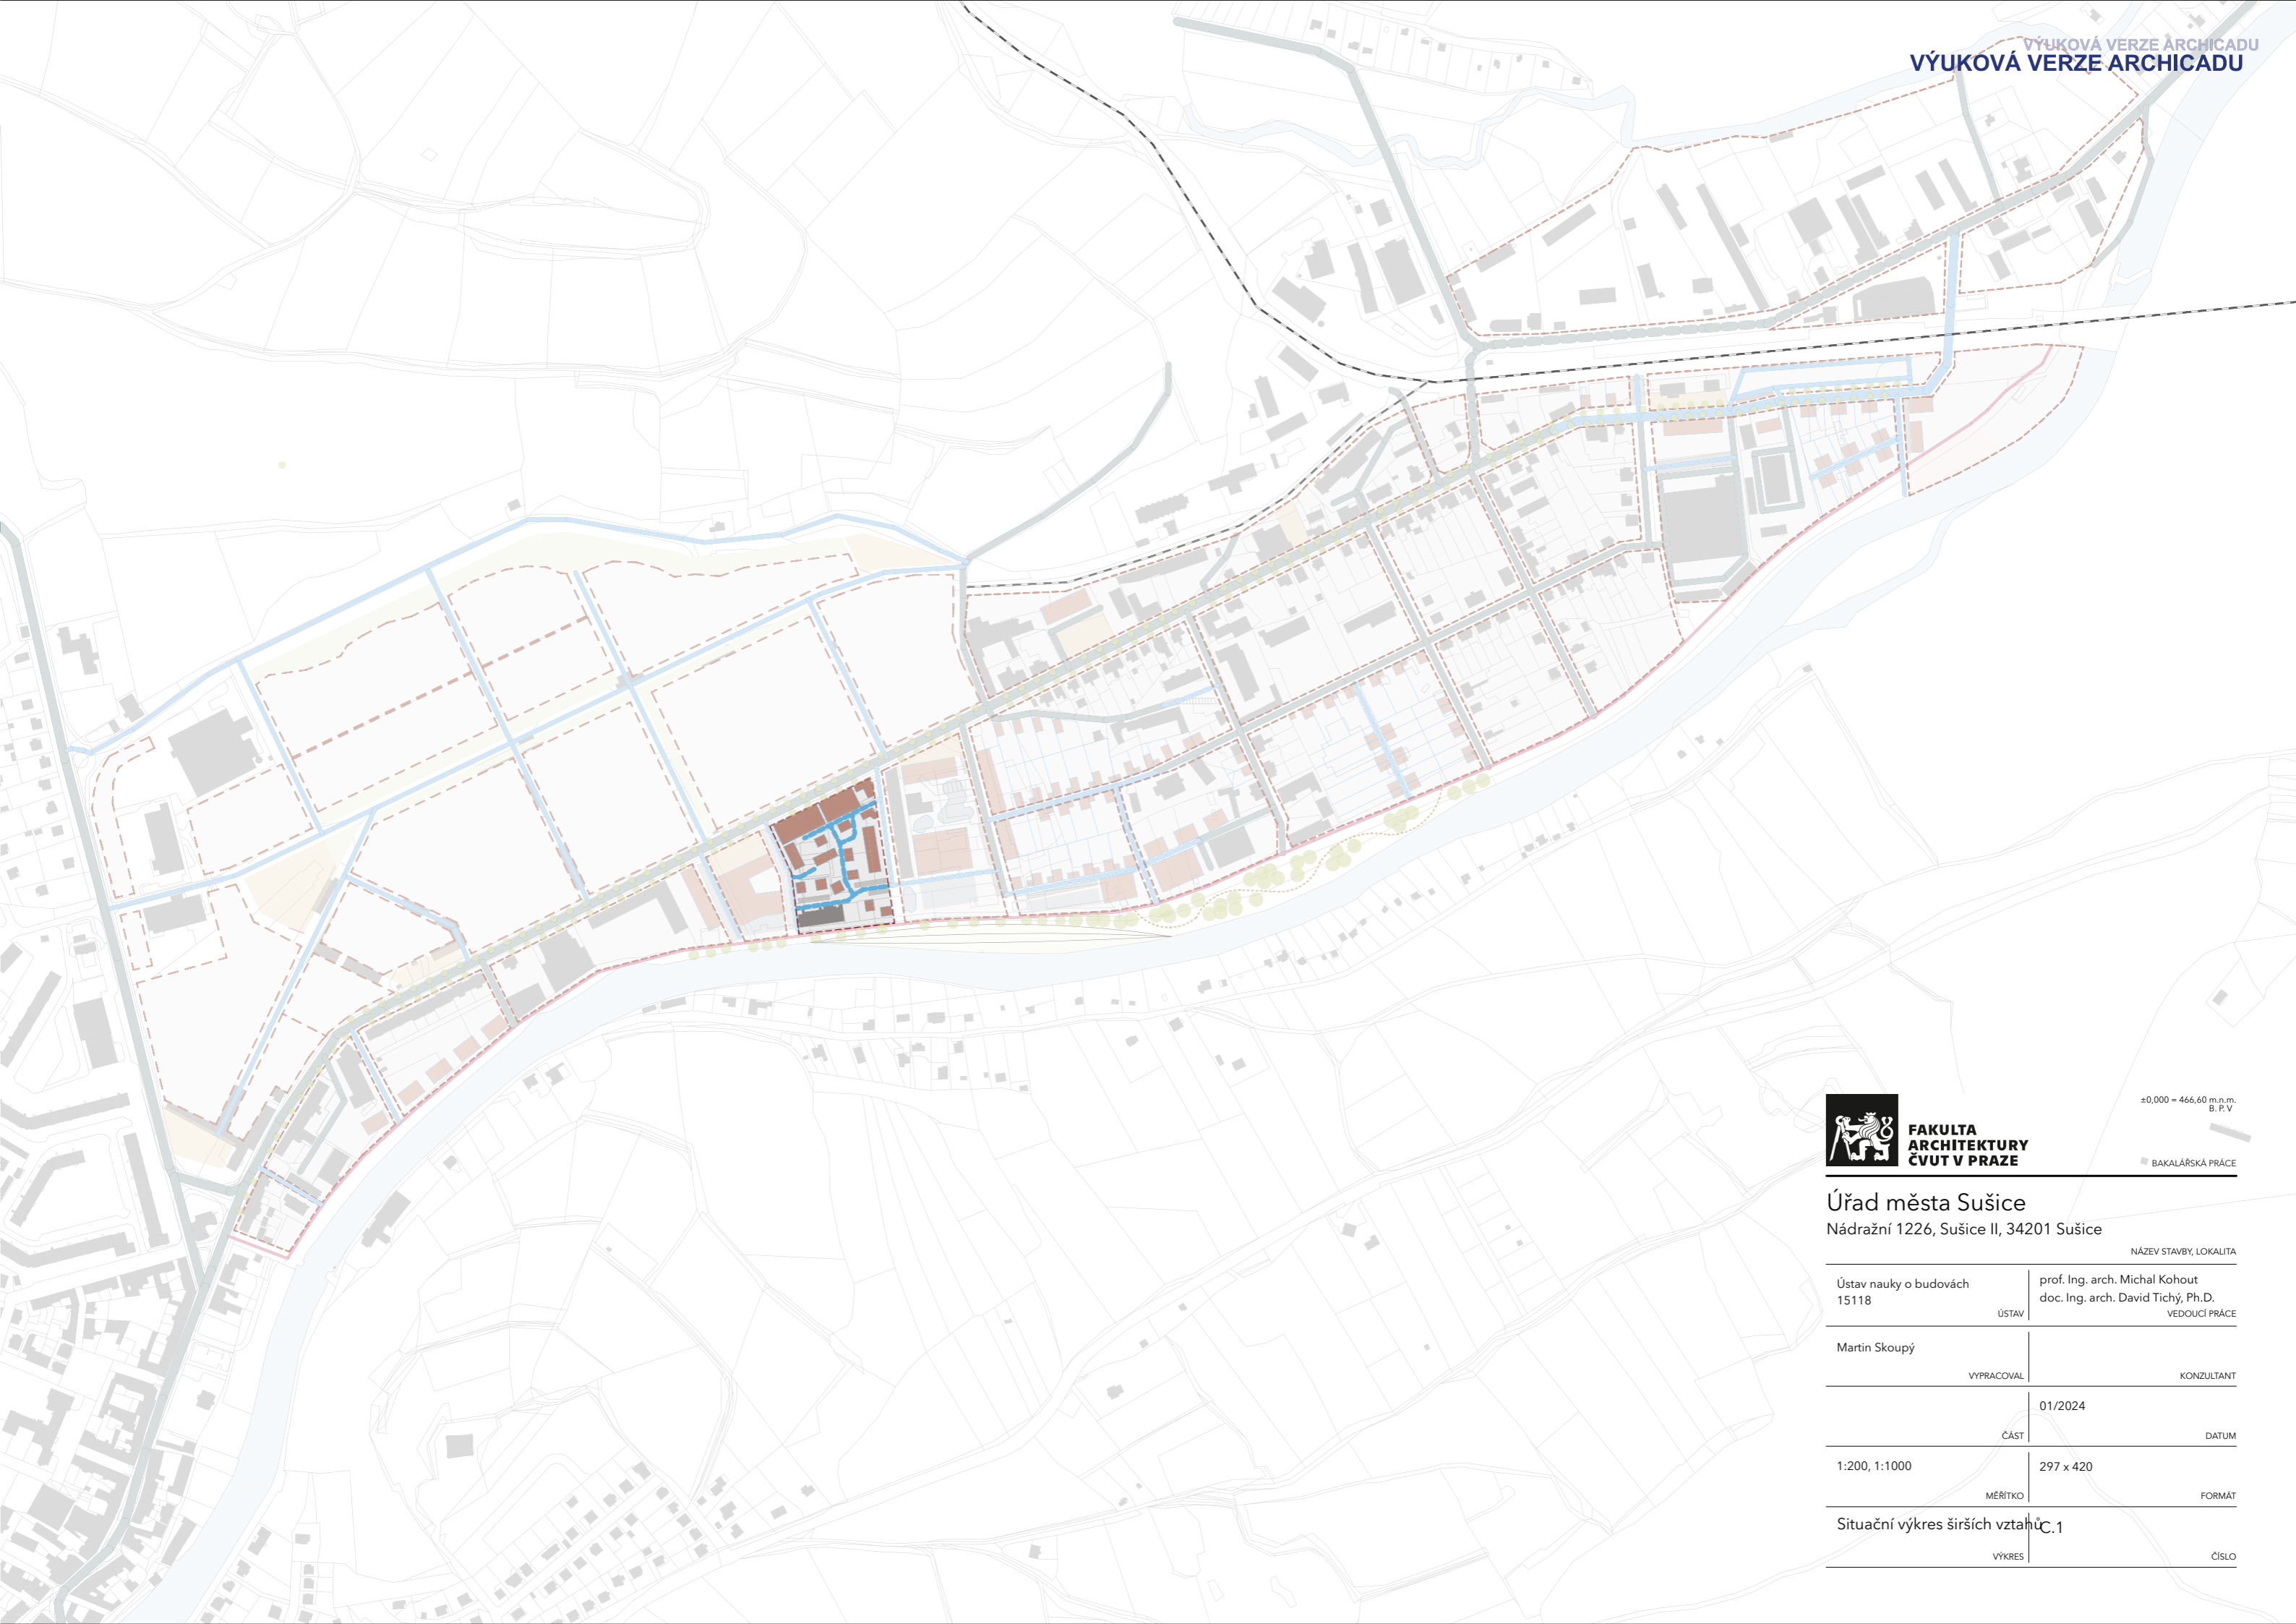 VÝUKOVÁ VERZE ARCHICADU
VÝUKOVÁ VERZE ARCHICADU
±0,000 = 466,60 m.n.m.
B. P. V
FAKULTA
ARCHITEKTURY
ČVUT V PRAZE
BAKALÁŘSKÁ PRÁCE
Úřad města Sušice
Nádražní 1226, Sušice II, 34201 Sušice
NÁZEV STAVBY, LOKALITA
Ústav nauky o budovách
15118
ÚSTAV
prof. Ing. arch. Michal Kohout
doc. Ing. arch. David Tichý, Ph.D.
VEDOUCÍ PRÁCE
Martin Skoupý
VYPRACOVAL
KONZULTANT
ČÁST
01/2024
DATUM
1:200, 1:1000
MĚŘÍTKO
297 x 420
FORMÁT
Situační výkres širších vztahů
VÝKRES
C.1
ČÍSLO